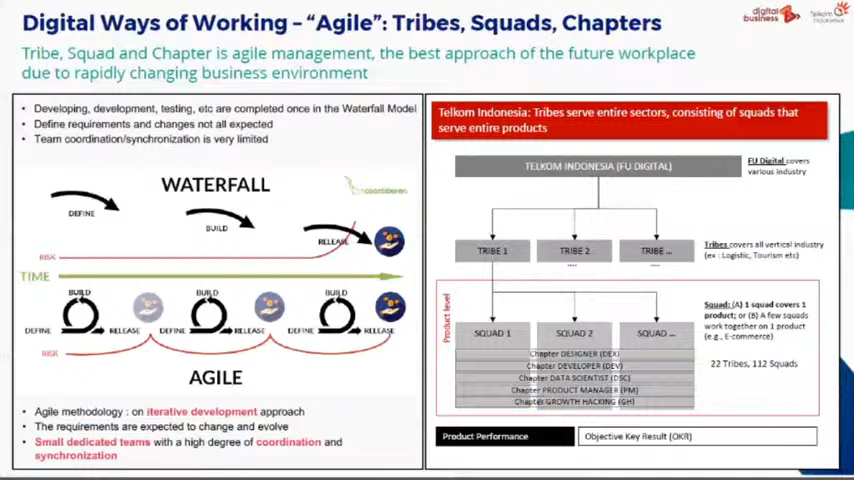 Digital Ways of Working – “Agile”: Tribes, Squads, Chapters
digital
business
Telkom
Indonesia
Tribe, Squad and Chapter is agile management, the best approach of the future workplace
due to rapidly changing business environment
• Developing, development, testing, etc are completed once in the Waterfall Model
• Define requirements and changes not all expected
• Team coordination/synchronization is very limited
WATERFALL
DEFINE
BUILD
RELEASE
RISK
TIME
BUILD
BUILD
BUILD
DEFINE
RELEASE
DEFINE
RELEASE
DEFINE
RELEASE
RISK
AGILE
• Agile methodology : on iterative development approach
• The requirements are expected to change and evolve
• Small dedicated teams with a high degree of coordination and
synchronization
Telkom Indonesia: Tribes serve entire sectors, consisting of squads that
serve entire products
TELKOM INDONESIA (FU DIGITAL)
FU Digital covers
various industry
TRIBE 1
TRIBE 2
TRIBE ...
....
....
Tribes covers all vertical industry
(ex : Logistic, Tourism etc)
Product level
SQUAD 1
SQUAD 2
SQUAD ...
Squad: (A) 1 squad covers 1
product; or (B) A few squads
work together on 1 product
(e.g., E-commerce)
22 Tribes, 112 Squads
Chapter DESIGNER (DEX)
Chapter DEVELOPER (DEV)
Chapter DATA SCIENTIST (DSC)
Chapter PRODUCT MANAGER (PM)
Chapter GROWTH HACKING (GH)
Product Performance
Objective Key Result (OKR)